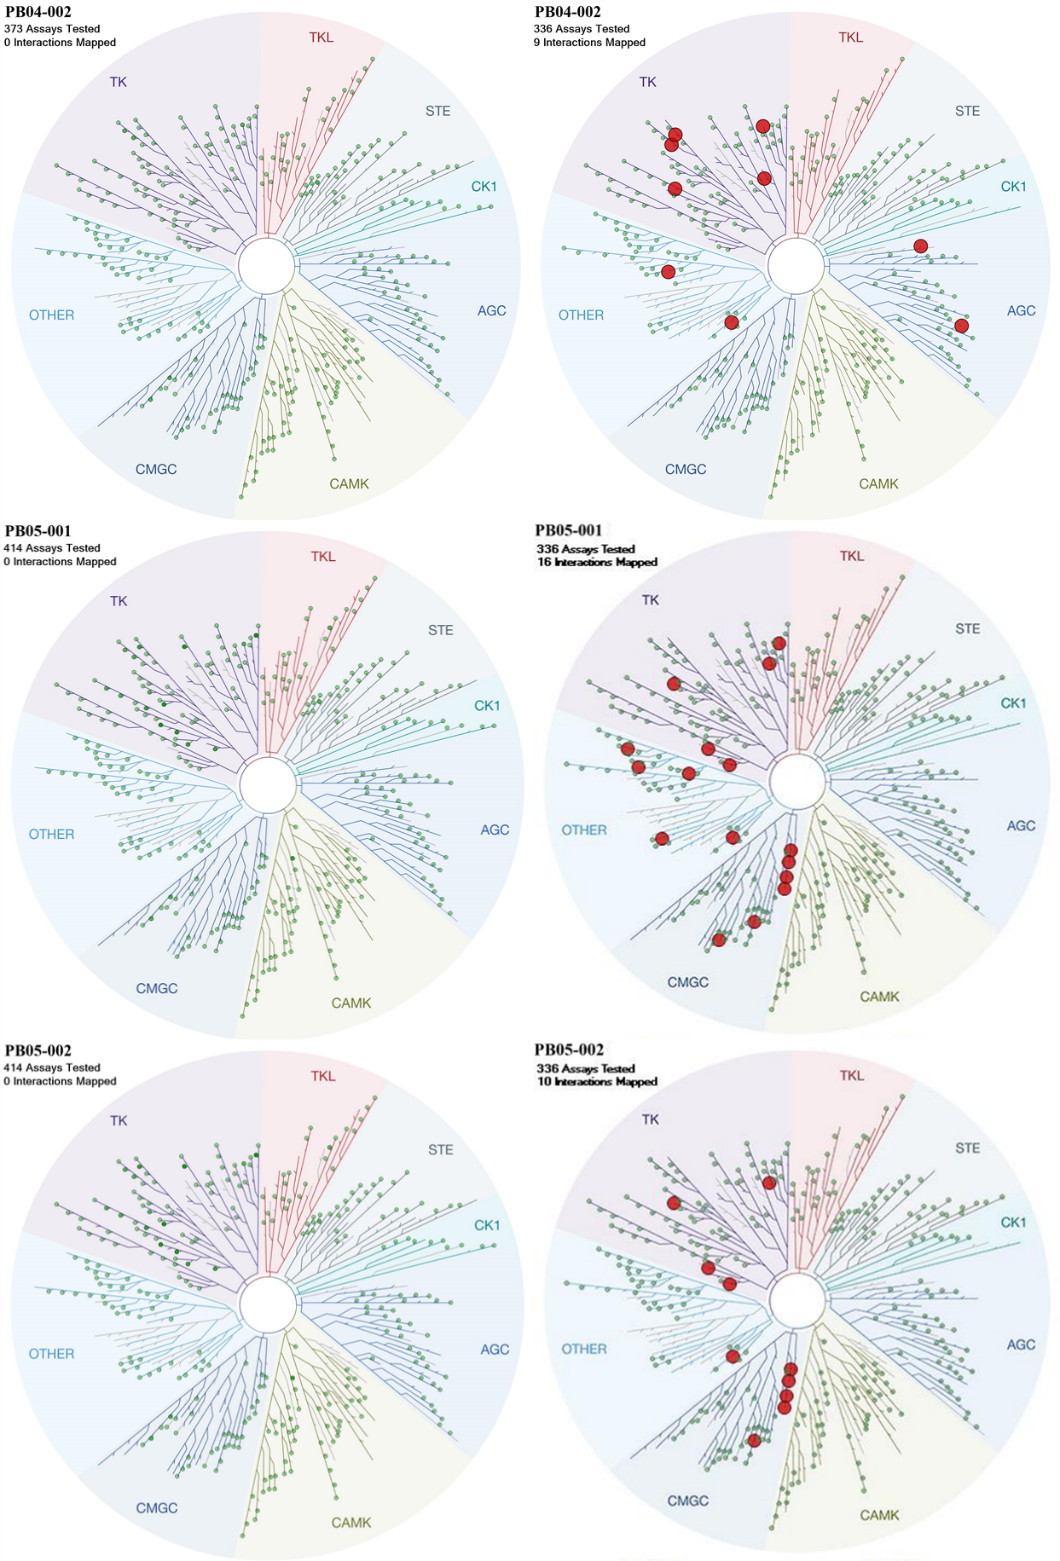 PB04-002
373 Assays Tested
0 Interactions Mapped
TKL
TK
STE
CK1
AGC
OTHER
CMGC
CAMK
PB04-002
336 Assays Tested
9 Interactions Mapped
TKL
TK
STE
CK1
AGC
OTHER
CMGC
CAMK
PB05-001
414 Assays Tested
0 Interactions Mapped
TKL
TK
STE
CK1
AGC
OTHER
CMGC
CAMK
PB05-001
336 Assays Tested
16 Interactions Mapped
TKL
TK
STE
CK1
AGC
OTHER
CMGC
CAMK
PB05-002
414 Assays Tested
0 Interactions Mapped
TKL
TK
STE
CK1
AGC
OTHER
CMGC
CAMK
PB05-002
336 Assays Tested
10 Interactions Mapped
TKL
TK
STE
CK1
AGC
OTHER
CMGC
CAMK